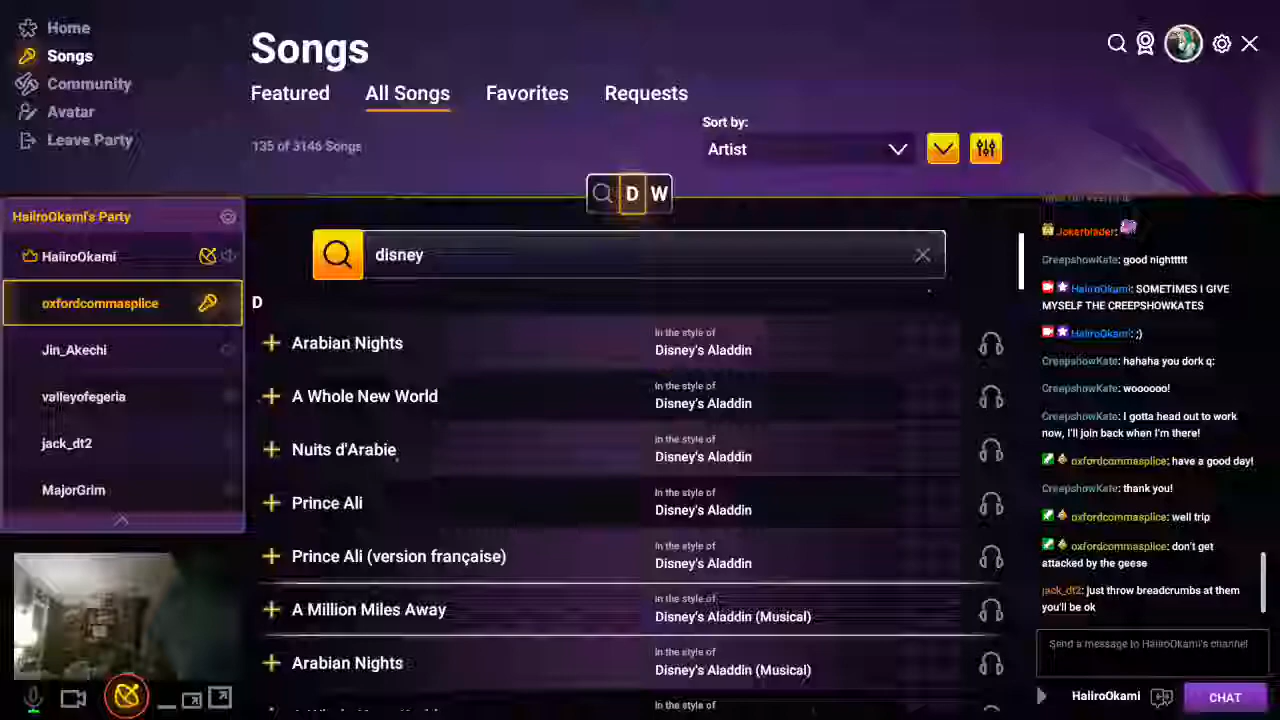 Home
Songs
Community
Avatar
Leave Party
Songs
Featured
All Songs
Favorites
Requests
135 of 3146 Songs
Sort by:
Artist
D W
HaiiroOkami's Party
HaiiroOkami
oxfordcommasplice
Jin_Akechi
valleyofegeria
jack_dt2
MajorGrim
disney
D
Arabian Nights
In the style of
Disney's Aladdin
A Whole New World
In the style of
Disney's Aladdin
Nuits d'Arabie
In the style of
Disney's Aladdin
Prince Ali
In the style of
Disney's Aladdin
Prince Ali (version française)
In the style of
Disney's Aladdin
A Million Miles Away
In the style of
Disney's Aladdin (Musical)
Arabian Nights
In the style of
Disney's Aladdin (Musical)
Jokerblader:
CreepshowKate: good nighttttt
HaiiroOkami: SOMETIMES I GIVE
MYSELF THE CREEPSHOWKATES
HaiiroOkami: ;)
CreepshowKate: hahaha you dork q:
CreepshowKate: woooooo!
CreepshowKate: I gotta head out to work
now, I'll join back when I'm there!
oxfordcommasplice: have a good day!
CreepshowKate: thank you!
oxfordcommasplice: well trip
oxfordcommasplice: don't get
attacked by the geese
jack_dt2: just throw breadcrumbs at them
you'll be ok
Send a message to HaiiroOkami's channel
HaiiroOkami
CHAT